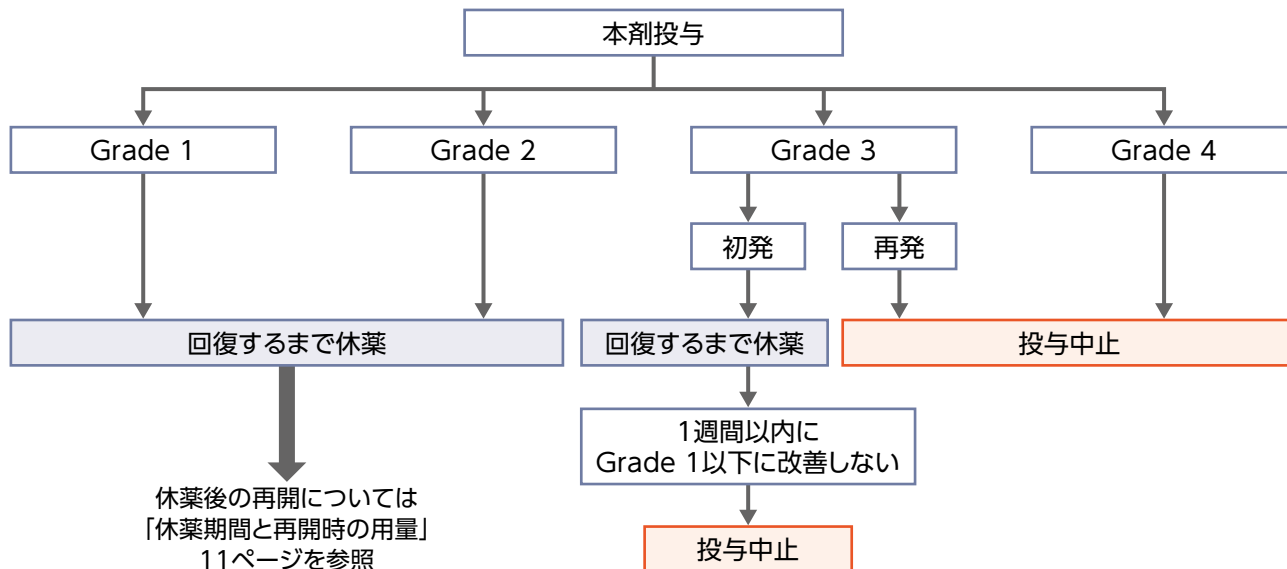 本剤投与
Grade 1
Grade 2
Grade 3
Grade 4
初発
再発
回復するまで休薬
回復するまで休薬
投与中止
1週間以内に
Grade 1以下に改善しない
休薬後の再開については
「休薬期間と再開時の用量」
11ページを参照
投与中止